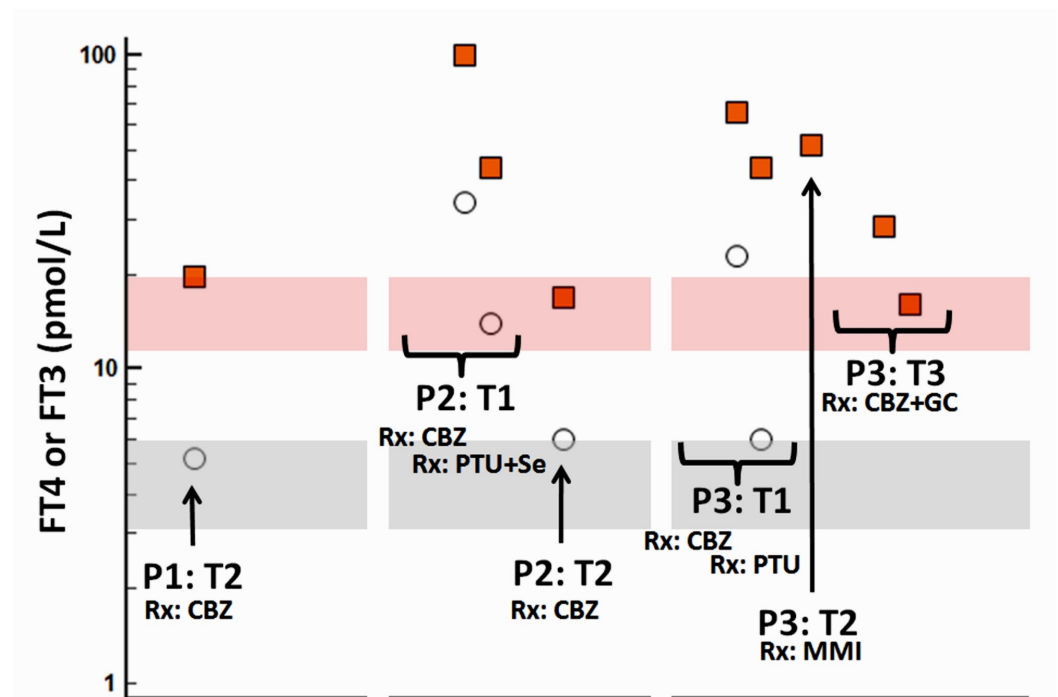 FT4 or FT3 (pmol/L)
100
10
1
P1: T2
Rx: CBZ
P2: T1
Rx: CBZ
Rx: PTU+Se
P2: T2
Rx: CBZ
P3: T1
Rx: CBZ
Rx: PTU
P3: T2
Rx: MMI
P3: T3
Rx: CBZ+GC